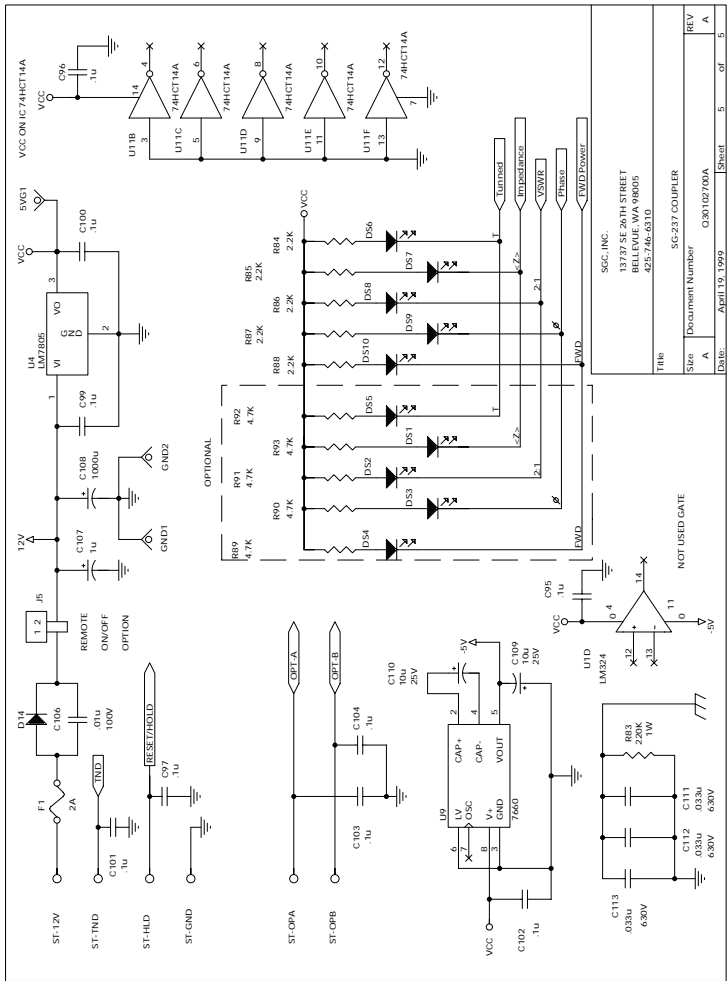 ST-12V
F1
2A
D14
C106
.01u
100V
J5
1 2
REMOTE
ON/OFF
OPTION
12V
C107
1u
C108
1000u
GND1
GND2
C99
.1u
1
U4
LM7805
VI
VO
GND
2
3
VCC
C100
.1u
5VG1
VCC ON IC 74HCT14A
VCC
C96
.1u
14
U11B
3
4
74HCT14A
U11C
5
6
74HCT14A
U11D
9
8
74HCT14A
U11E
11
10
74HCT14A
U11F
13
12
7
74HCT14A
ST-TND
TND
C101
.1u
ST-HLD
RESET/HOLD
C97
.1u
ST-GND
ST-OPA
OPT-A
ST-OPB
OPT-B
C103
.1u
C104
.1u
OPTIONAL
R89
4.7K
R90
4.7K
R91
4.7K
R93
4.7K
R92
4.7K
R88
2.2K
R87
2.2K
R86
2.2K
R85
2.2K
R84
2.2K
VCC
DS4
DS3
DS2
DS1
DS5
DS10
DS9
DS8
DS7
DS6
FWD
ϕ
2:1
<Z>
T
FWD
ϕ
2:1
<Z>
T
Tunned
Impedance
VSWR
Phase
FWD Power
VCC
C102
.1u
U9
7660
6
LV
7
OSC
8
V+
3
GND
2
CAP+
4
CAP-
5
VOUT
C110
10u
25V
-5V
C109
10u
25V
VCC
C95
.1u
U1D
LM324
12
13
+
-
0
4
14
0
11
-5V
NOT USED GATE
C113
.033u
630V
C112
.033u
630V
C111
.033u
630V
R83
220K
1W
SGC, INC.
13737 SE 26TH STREET
BELLEVUE, WA 98005
425-746-6310
Title
SG-237 COUPLER
Size
A
Document Number
Q30102700A
REV
A
Date:
April 19, 1999
Sheet
5
of
5